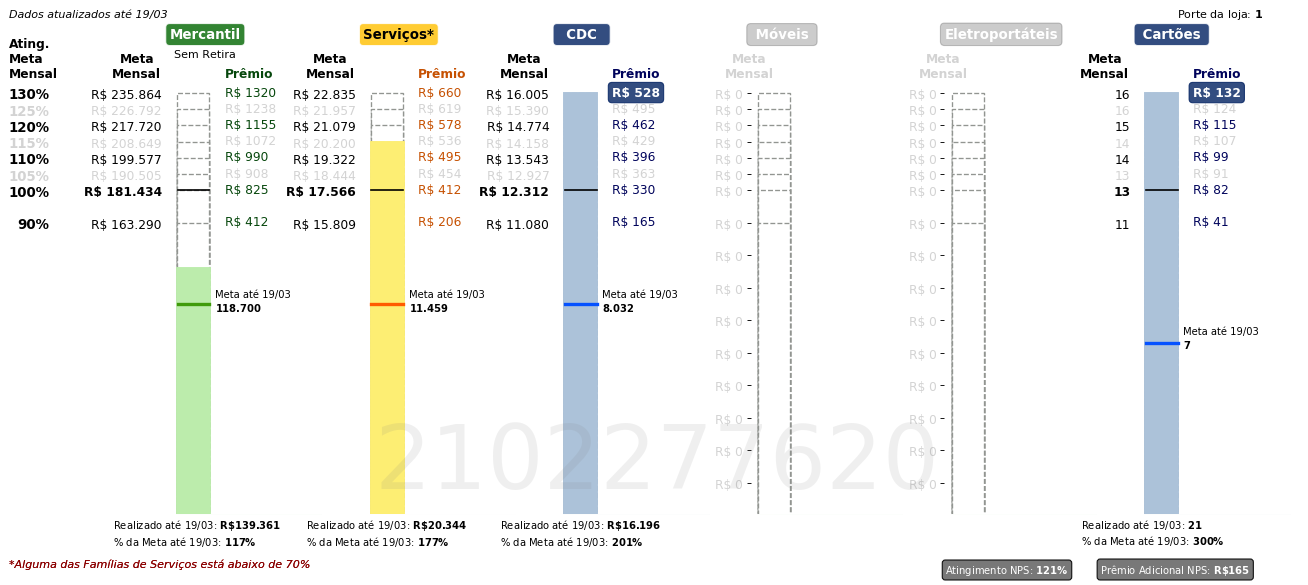 Dados atualizados até 19/03
Porte da loja: 1
Mercantil Serviços* CDC Móveis Eletroportáteis Cartões
Sem Retira
Ating. Meta Mensal
Meta Mensal Prêmio Meta Mensal Prêmio Meta Mensal Prêmio Meta Mensal Meta Mensal Meta Mensal Prêmio
130% R$ 235.864 R$ 1320 R$ 22.835 R$ 660 R$ 16.005 R$ 528 R$ 0 R$ 0 16 R$ 132
125% R$ 226.792 R$ 1238 R$ 21.957 R$ 619 R$ 15.390 R$ 495 R$ 0 R$ 0 16 R$ 124
120% R$ 217.720 R$ 1155 R$ 21.079 R$ 578 R$ 14.774 R$ 462 R$ 0 R$ 0 15 R$ 115
115% R$ 208.649 R$ 1072 R$ 20.200 R$ 536 R$ 14.158 R$ 429 R$ 0 R$ 0 14 R$ 107
110% R$ 199.577 R$ 990 R$ 19.322 R$ 495 R$ 13.543 R$ 396 R$ 0 R$ 0 14 R$ 99
105% R$ 190.505 R$ 908 R$ 18.444 R$ 454 R$ 12.927 R$ 363 R$ 0 R$ 0 13 R$ 91
100% R$ 181.434 R$ 825 R$ 17.566 R$ 412 R$ 12.312 R$ 330 R$ 0 R$ 0 13 R$ 82
90% R$ 163.290 R$ 412 R$ 15.809 R$ 206 R$ 11.080 R$ 165 R$ 0 R$ 0 11 R$ 41
R$ 0 R$ 0
R$ 0 R$ 0
Meta até 19/03 Meta até 19/03 Meta até 19/03
118.700 11.459 8.032
R$ 0 R$ 0
Meta até 19/03
7
R$ 0 R$ 0
R$ 0 R$ 0
R$ 0 R$ 0
R$ 0 R$ 0
2102277620
R$ 0 R$ 0
Realizado até 19/03: R$139.361 Realizado até 19/03: R$20.344 Realizado até 19/03: R$16.196 Realizado até 19/03: 21
% da Meta até 19/03: 117% % da Meta até 19/03: 177% % da Meta até 19/03: 201% % da Meta até 19/03: 300%
*Alguma das Famílias de Serviços está abaixo de 70%
Atingimento NPS: 121% Prêmio Adicional NPS: R$165